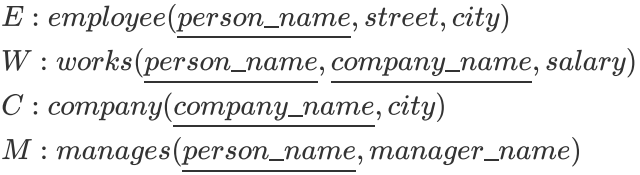 E : employee(person_name, street, city)
W : works(person_name, company_name, salary)
C : company(company_name, city)
M : manages(person_name, manager_name)